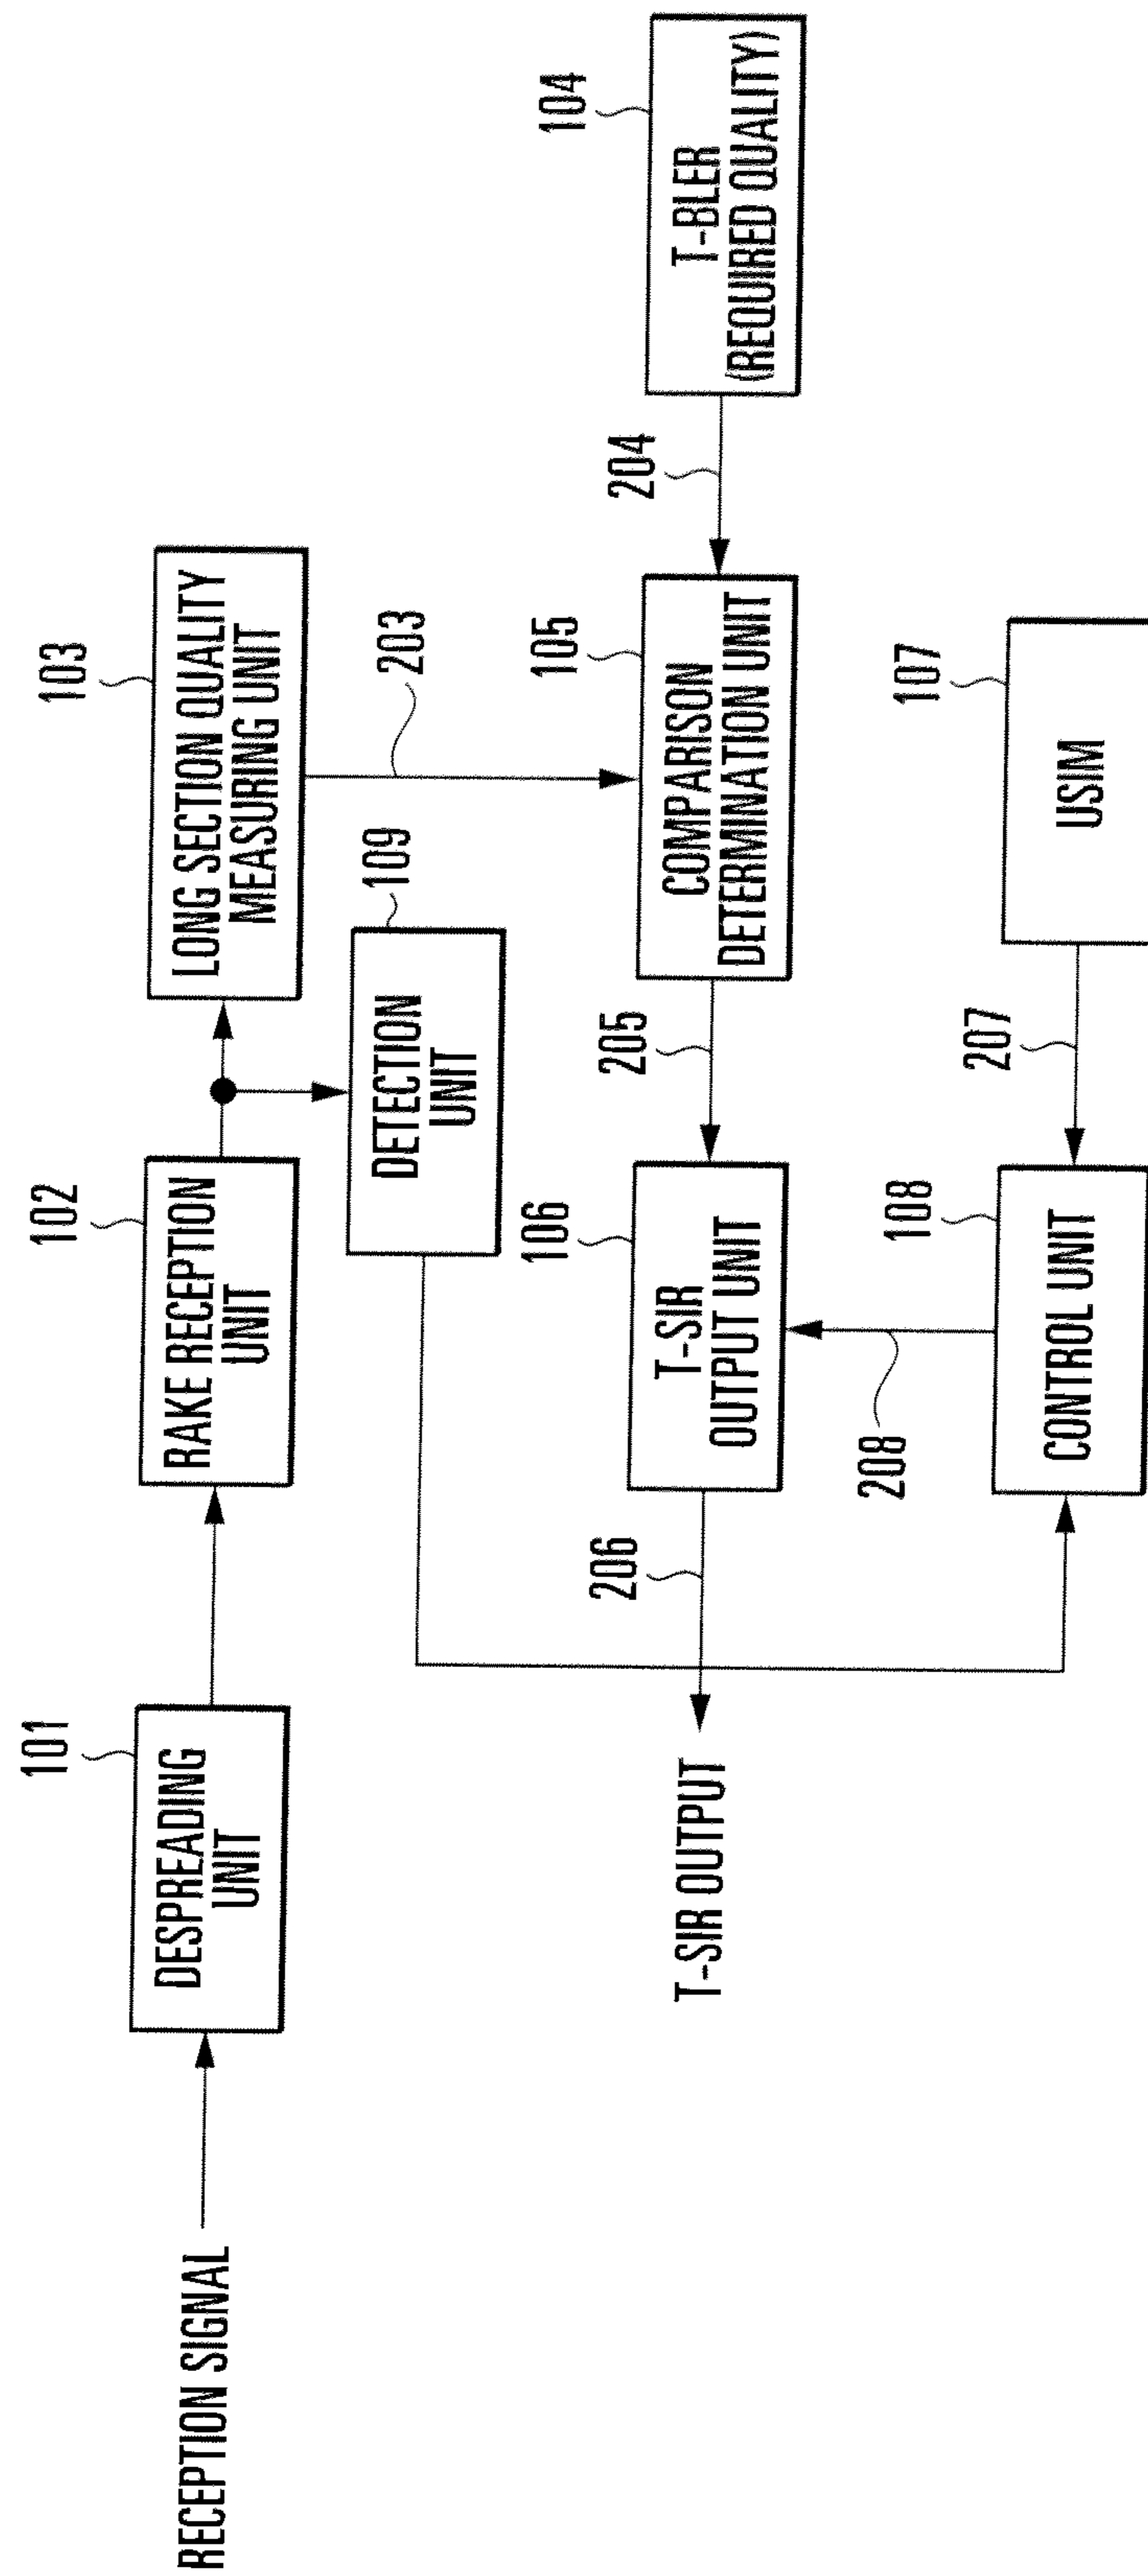 RECEPTION SIGNAL
101
DESPREADING
UNIT
102
RAKE RECEPTION
UNIT
103
LONG SECTION QUALITY
MEASURING UNIT
109
DETECTION
UNIT
203
104
T-BLER
(REQUIRED QUALITY)
204
105
COMPARISON
DETERMINATION UNIT
205
106
T-SIR
OUTPUT UNIT
206
T-SIR OUTPUT
208
108
CONTROL UNIT
207
107
USIM